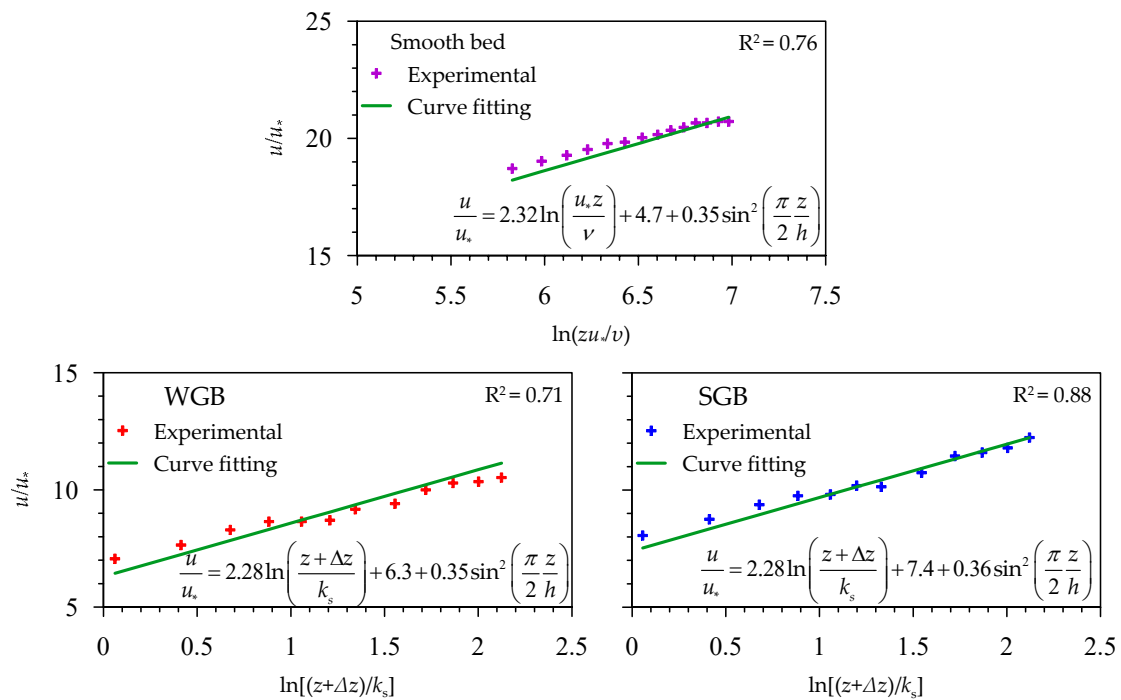 25
20
15
u/u*
Smooth bed
R² = 0.76
Experimental
Curve fitting
u/u* = 2.32 ln(u*z/ν) + 4.7 + 0.35 sin²(π/2 z/h)
5 5.5 6 6.5 7 7.5
ln(zu*/υ)
15
10
5
u/u*
WGB
R² = 0.71
Experimental
Curve fitting
u/u* = 2.28 ln((z + Δz)/kₛ) + 6.3 + 0.35 sin²(π/2 z/h)
0 0.5 1 1.5 2 2.5
ln[(z+Δz)/kₛ]
15
10
5
SGB
R² = 0.88
Experimental
Curve fitting
u/u* = 2.28 ln((z + Δz)/kₛ) + 7.4 + 0.36 sin²(π/2 z/h)
0 0.5 1 1.5 2 2.5
ln[(z+Δz)/kₛ]